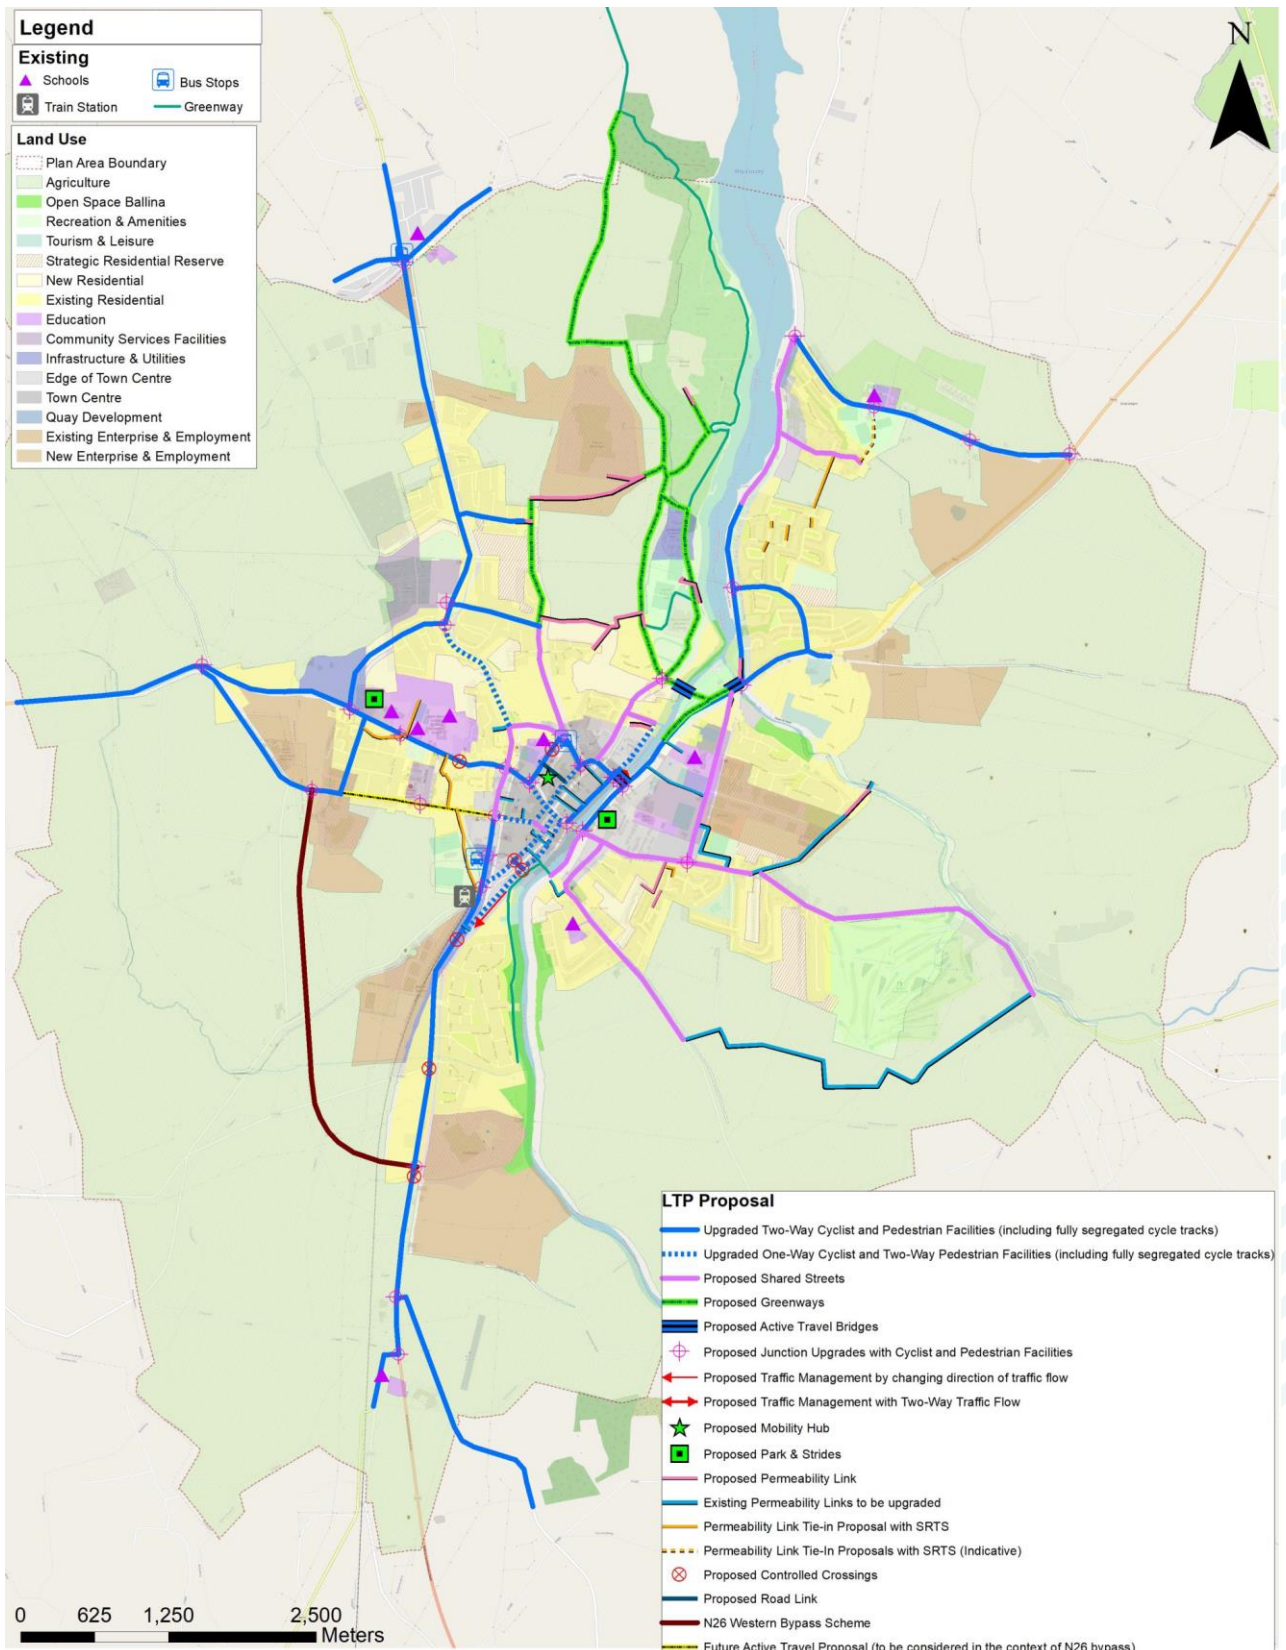 Legend
Existing
Schools
Bus Stops
Train Station
Greenway
Land Use
Plan Area Boundary
Agriculture
Open Space Ballina
Recreation & Amenities
Tourism & Leisure
Strategic Residential Reserve
New Residential
Existing Residential
Education
Community Services Facilities
Infrastructure & Utilities
Edge of Town Centre
Town Centre
Quay Development
Existing Enterprise & Employment
New Enterprise & Employment
N
LTP Proposal
Upgraded Two-Way Cyclist and Pedestrian Facilities (including fully segregated cycle tracks)
Upgraded One-Way Cyclist and Two-Way Pedestrian Facilities (including fully segregated cycle tracks)
Proposed Shared Streets
Proposed Greenways
Proposed Active Travel Bridges
Proposed Junction Upgrades with Cyclist and Pedestrian Facilities
Proposed Traffic Management by changing direction of traffic flow
Proposed Traffic Management with Two-Way Traffic Flow
Proposed Mobility Hub
Proposed Park & Strides
Proposed Permeability Link
Existing Permeability Links to be upgraded
Permeability Link Tie-in Proposal with SRTS
Permeability Link Tie-In Proposals with SRTS (Indicative)
Proposed Controlled Crossings
Proposed Road Link
N26 Western Bypass Scheme
Future Active Travel Proposal (to be considered in the context of N26 bypass)
0 625 1,250 2,500
Meters